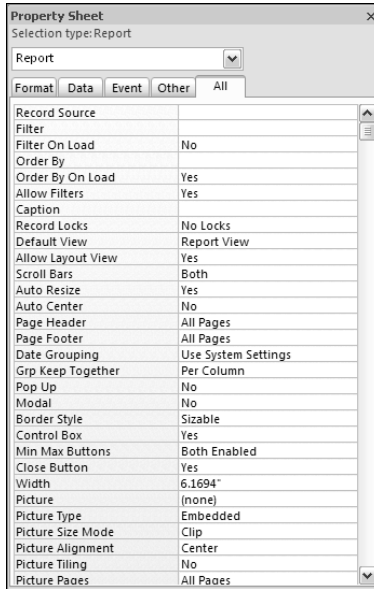 Property Sheet
Selection type: Report
Report
Format Data Event Other All
Record Source
Filter
Filter On Load No
Order By
Order By On Load Yes
Allow Filters Yes
Caption
Record Locks No Locks
Default View Report View
Allow Layout View Yes
Scroll Bars Both
Auto Resize Yes
Auto Center No
Page Header All Pages
Page Footer All Pages
Date Grouping Use System Settings
Grp Keep Together Per Column
Pop Up No
Modal No
Border Style Sizable
Control Box Yes
Min Max Buttons Both Enabled
Close Button Yes
Width 6.1694"
Picture (none)
Picture Type Embedded
Picture Size Mode Clip
Picture Alignment Center
Picture Tiling No
Picture Pages All Pages